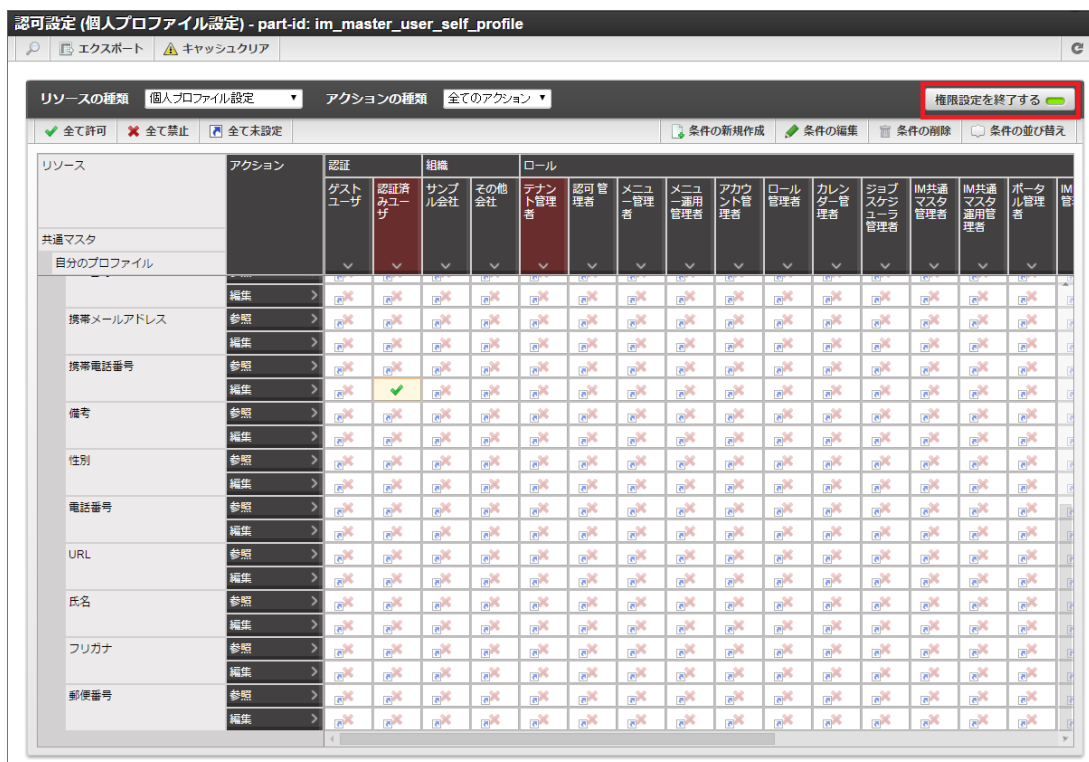 認可設定 (個人プロファイル設定) - part-id: im_master_user_self_profile
エクスポート キャッシュクリア
リソースの種類 個人プロファイル設定 アクションの種類 全てのアクション 権限設定を終了する
全て許可 全て禁止 全て未設定 条件の新規作成 条件の編集 条件の削除 条件の並び替え
リソース アクション 認証 組織 ロール
ゲストユーザ 認証済みユーザ サンプル会社 その他会社 テナント管理者 認可 管理者 メニュー管理者 メニュー運用管理者 アカウント管理者 ロール管理者 カレンダー管理者 ジョブスケジューラ管理者 IM共通マスタ管理者 IM共通マスタ運用管理者 ポータル管理者
共通マスタ
自分のプロファイル
編集
携帯メールアドレス 参照
編集
携帯電話番号 参照
編集
備考 参照
編集
性別 参照
編集
電話番号 参照
編集
URL 参照
編集
氏名 参照
編集
フリガナ 参照
編集
郵便番号 参照
編集